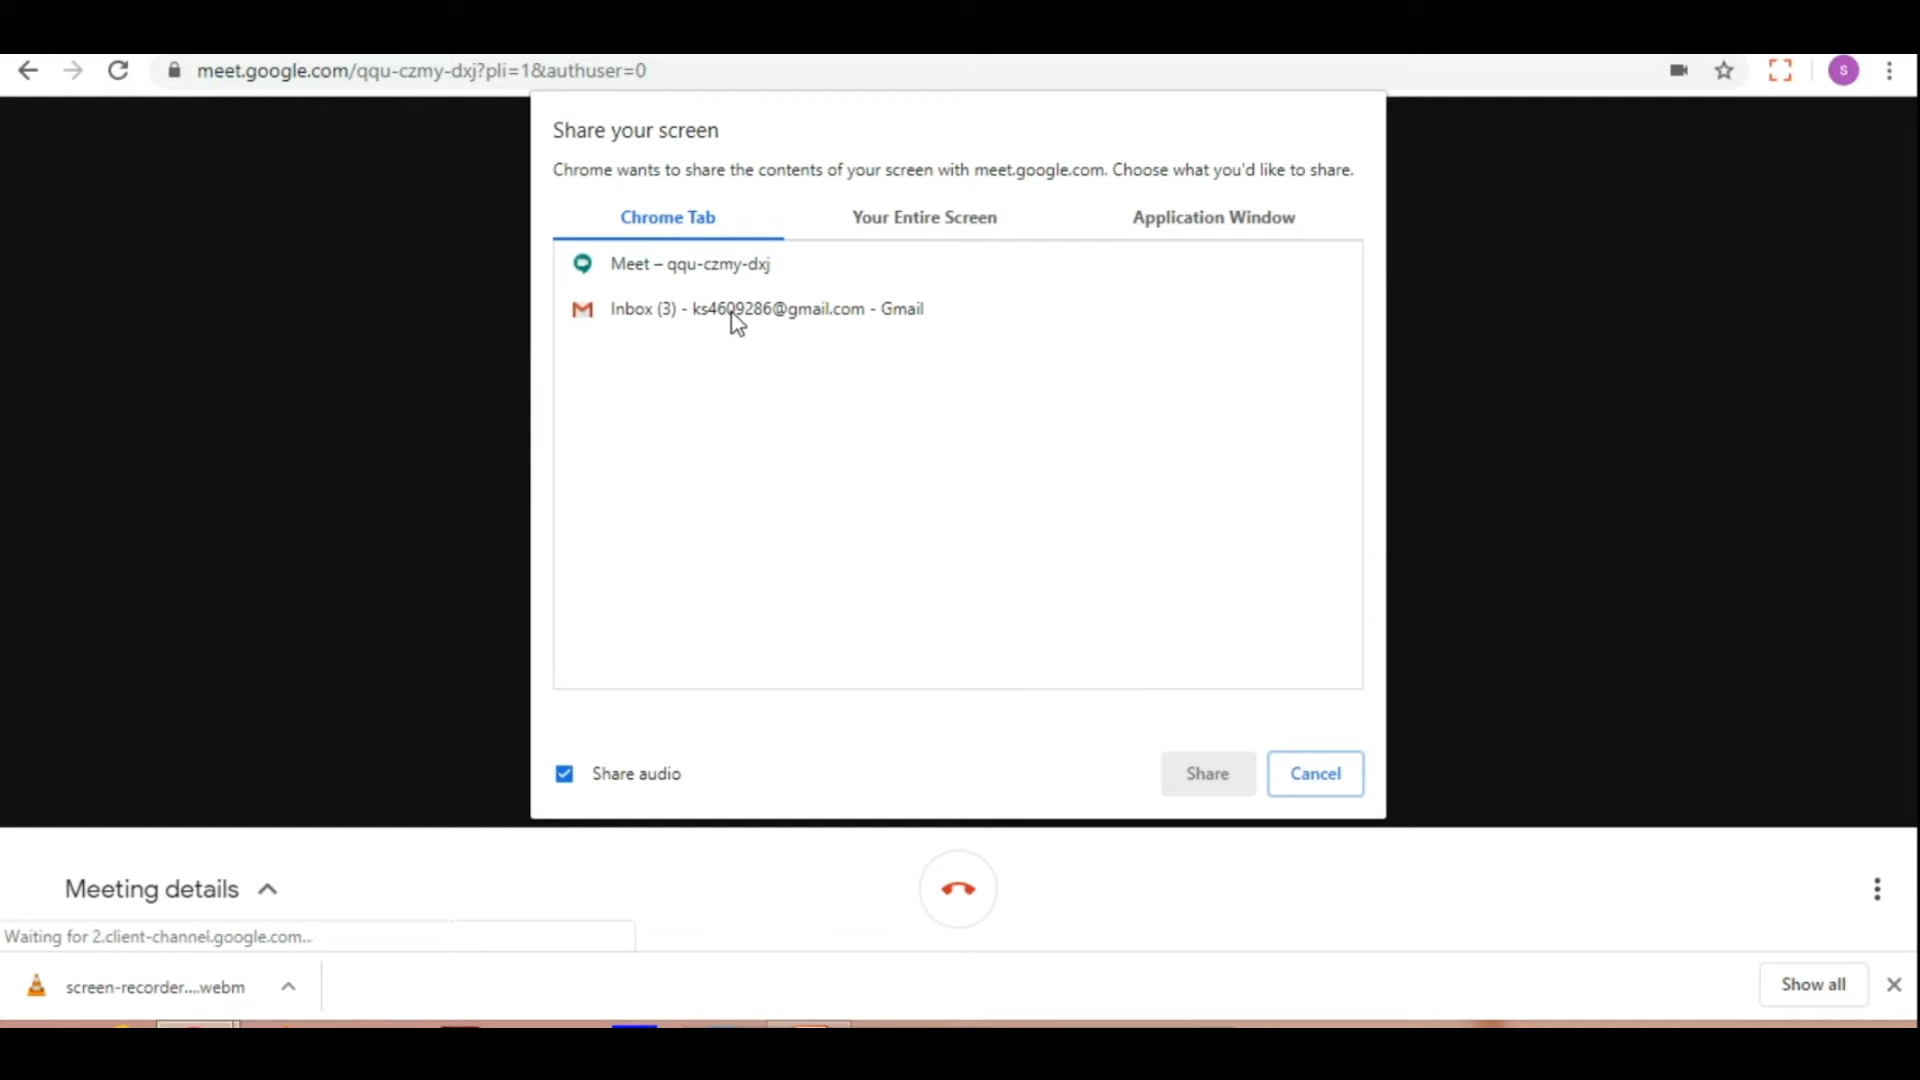 meet.google.com/qqu-czmy-dxj?pli=1&authuser=0
S
Share your screen
Chrome wants to share the contents of your screen with meet.google.com. Choose what you'd like to share.
Chrome Tab
Your Entire Screen
Application Window
Meet – qqu-czmy-dxj
Inbox (3) - ks4609286@gmail.com - Gmail
Share audio
Share
Cancel
Meeting details
Waiting for 2.client-channel.google.com...
screen-recorder....webm
Show all